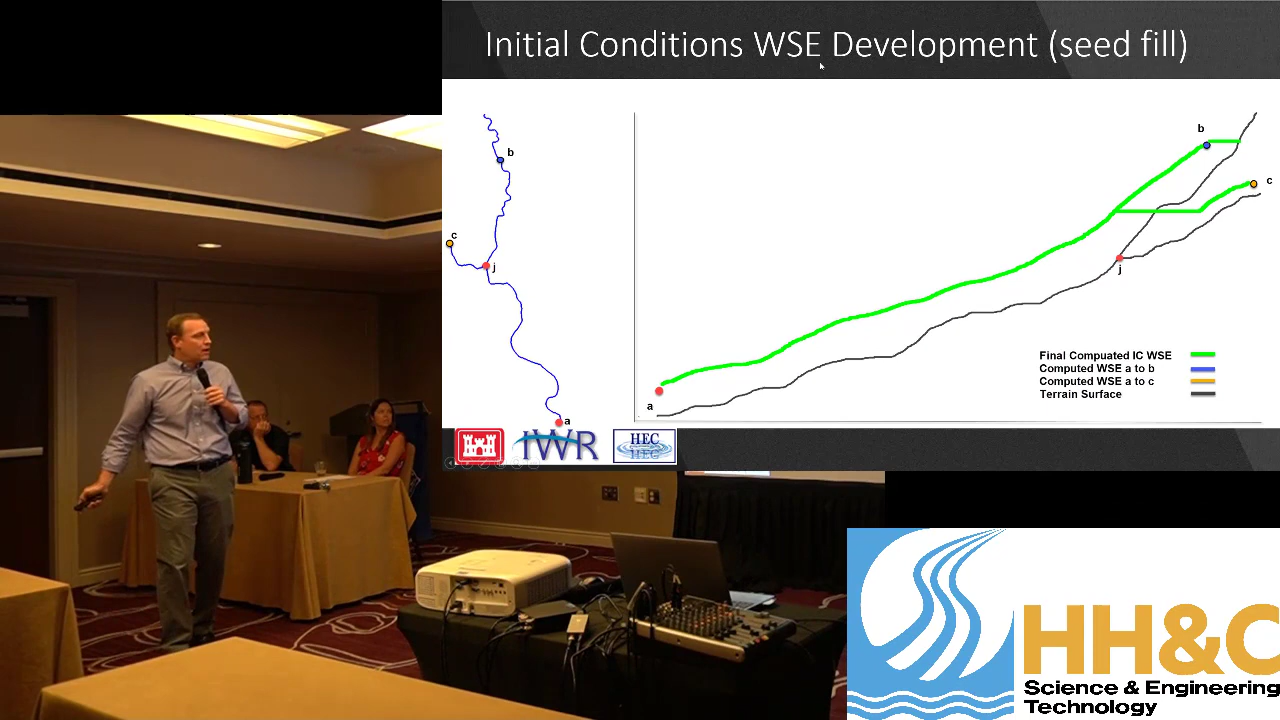 Initial Conditions WSE Development (seed fill)
b
c
j
a
b
c
j
a
Final Compuated IC WSE
Computed WSE a to b
Computed WSE a to c
Terrain Surface
IWR
HEC
HEC
HH&C
Science & Engineering
Technology